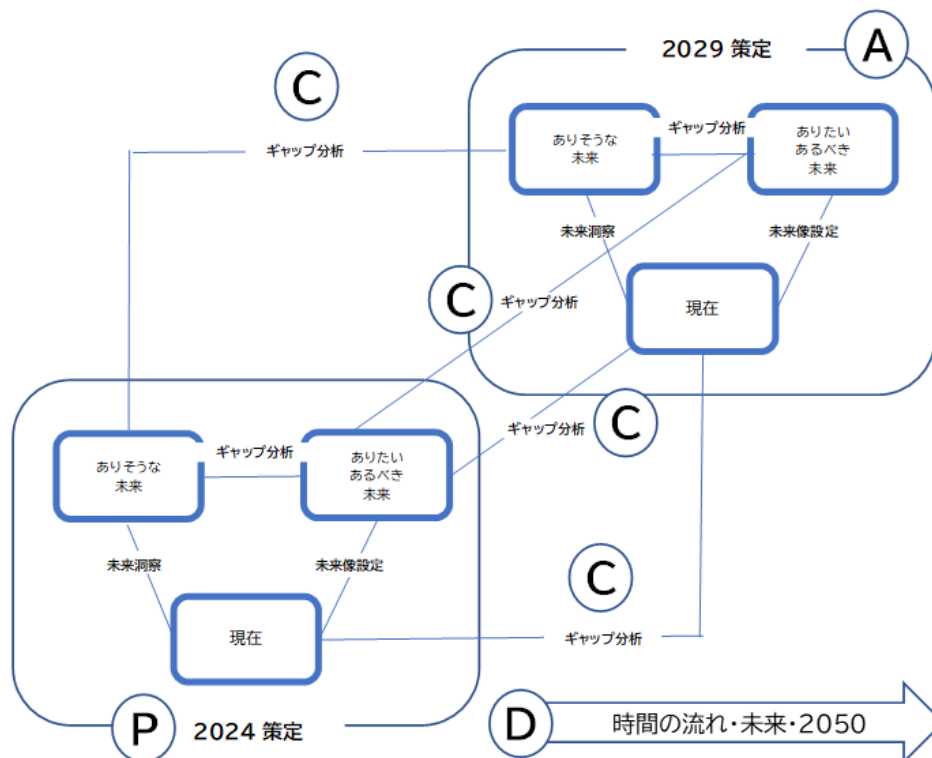 2029 策定
A
C
ギャップ分析
ありそうな
未来
ギャップ分析
ありたい
あるべき
未来
未来洞察
未来像設定
現在
C
ギャップ分析
C
ギャップ分析
ありそうな
未来
ギャップ分析
ありたい
あるべき
未来
未来洞察
未来像設定
現在
C
ギャップ分析
P
2024 策定
D
時間の流れ・未来・2050